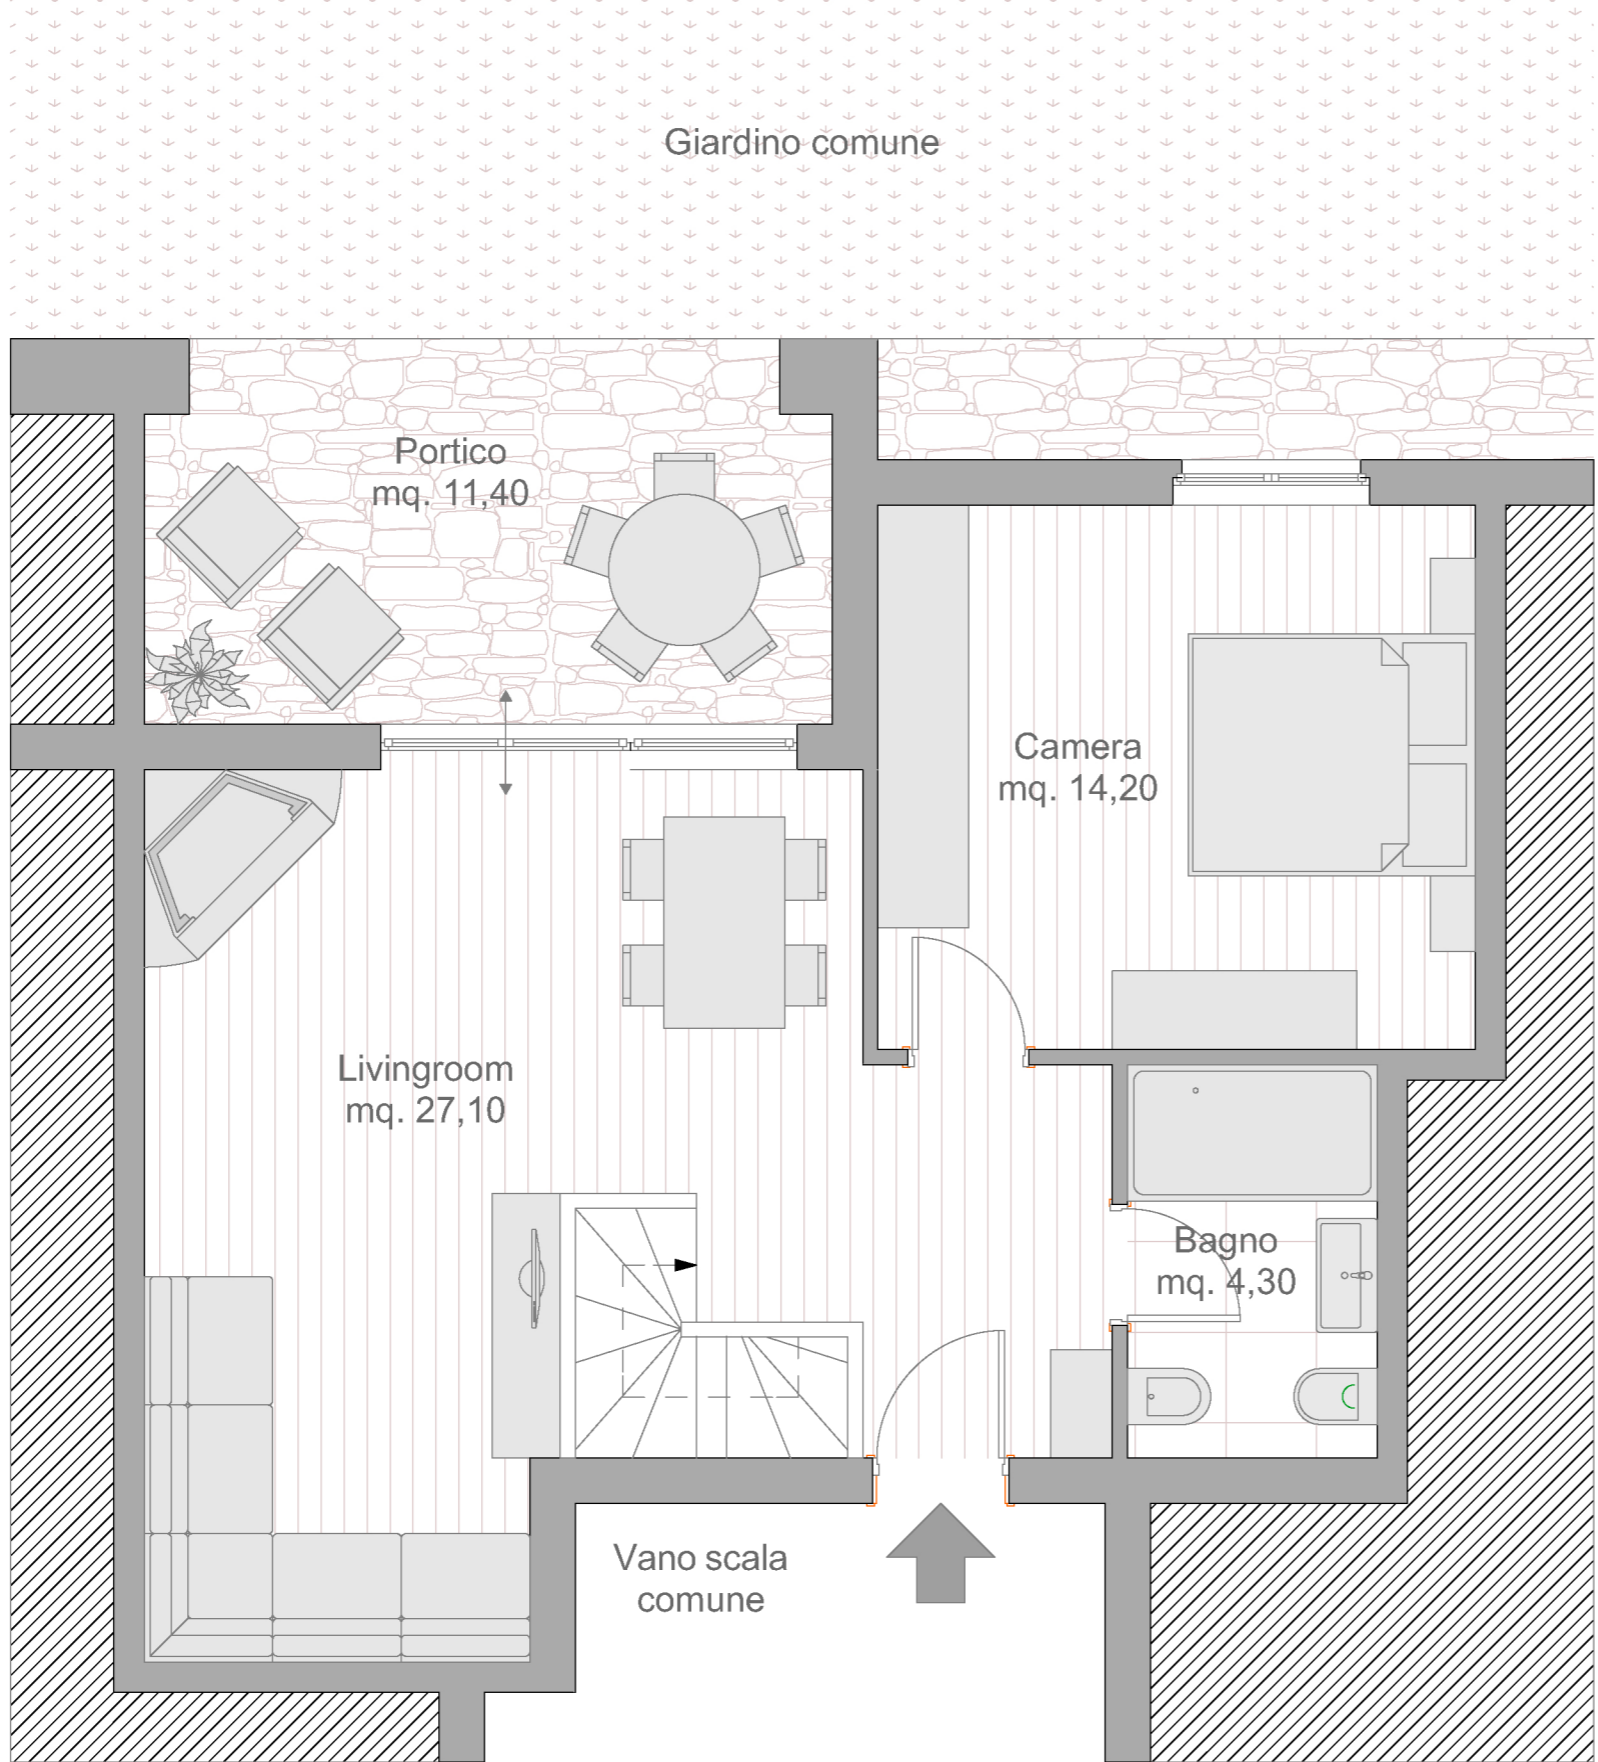 Giardino comune
Portico
mq. 11,40
Camera
mq. 14,20
Livingroom
mq. 27,10
Bagno
mq. 4,30
Vano scala
comune